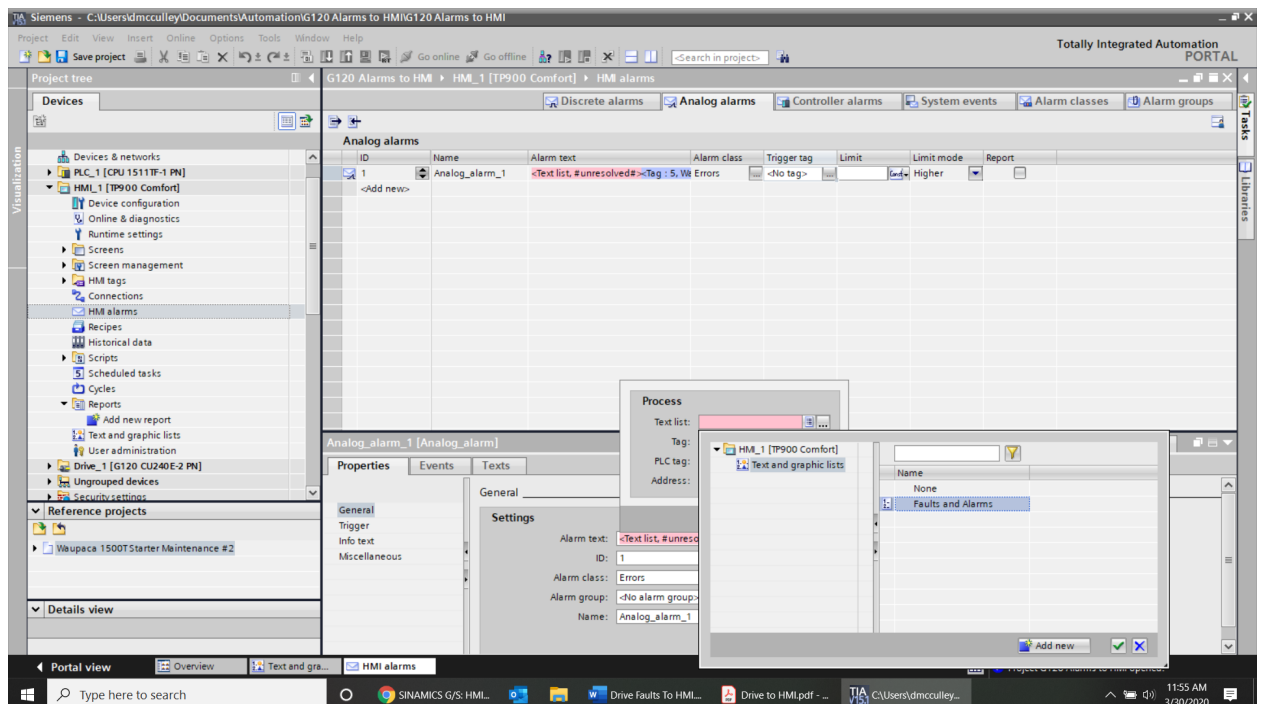 Siemens - C:\Users\dmcculley\Documents\Automation\G120 Alarms to HMI\G120 Alarms to HMI
Project Edit View Insert Online Options Tools Window Help
Totally Integrated Automation
PORTAL
Save project
Go online
Go offline
<Search in project>
Project tree
G120 Alarms to HMI HMI_1 [TP900 Comfort] HMI alarms
Devices
Discrete alarms Analog alarms Controller alarms System events Alarm classes Alarm groups
Tasks
Libraries
Visualization
Analog alarms
ID Name Alarm text Alarm class Trigger tag Limit Limit mode Report
1 Analog_alarm_1 <Text list, #unresolved#><Tag : 5, Wa Errors <No tag> Higher
<Add new>
Devices & networks
PLC_1 [CPU 1511TF-1 PN]
HMI_1 [TP900 Comfort]
Device configuration
Online & diagnostics
Runtime settings
Screens
Screen management
HMI tags
Connections
HMI alarms
Recipes
Historical data
Scripts
Scheduled tasks
Cycles
Reports
Add new report
Text and graphic lists
User administration
Drive_1 [G120 CU240E-2 PN]
Ungrouped devices
Security settings
Reference projects
Waupaca 1500T Starter Maintenance #2
Details view
Process
Text list:
Tag:
PLC tag:
Address:
HMI_1 [TP900 Comfort]
Text and graphic lists
Name
None
Faults and Alarms
Add new
Analog_alarm_1 [Analog_alarm]
Properties Events Texts
General
Trigger
Info text
Miscellaneous
General
Settings
Alarm text: <Text list, #unreso
ID: 1
Alarm class: Errors
Alarm group: <No alarm group>
Name: Analog_alarm_1
Portal view Overview Text and gra... HMI alarms
Type here to search
SINAMICS G/S: HMI... Drive Faults To HMI... Drive to HMI.pdf - ... C:\Users\dmcculley...
11:55 AM
3/30/2020